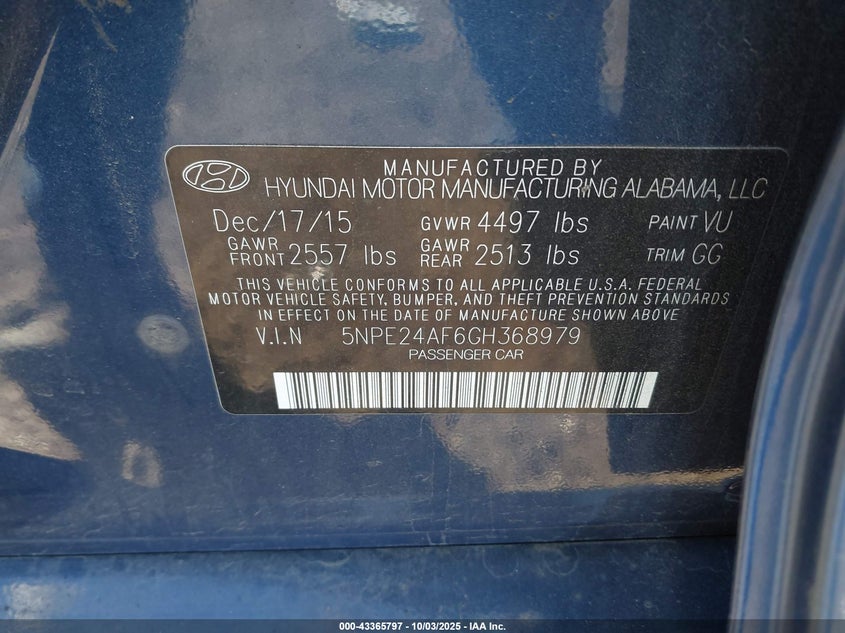 MANUFACTURED BY
HYUNDAI MOTOR MANUFACTURING ALABAMA, LLC
Dec/17/15 GVWR 4497 lbs PAINT VU
GAWR FRONT 2557 lbs GAWR REAR 2513 lbs TRIM GG
THIS VEHICLE CONFORMS TO ALL APPLICABLE U.S.A. FEDERAL
MOTOR VEHICLE SAFETY, BUMPER, AND THEFT PREVENTION STANDARDS
IN EFFECT ON THE DATE OF MANUFACTURE SHOWN ABOVE
V.I.N 5NPE24AF6GH368979
PASSENGER CAR
000-43365797 - 10/03/2025 - IAA Inc.